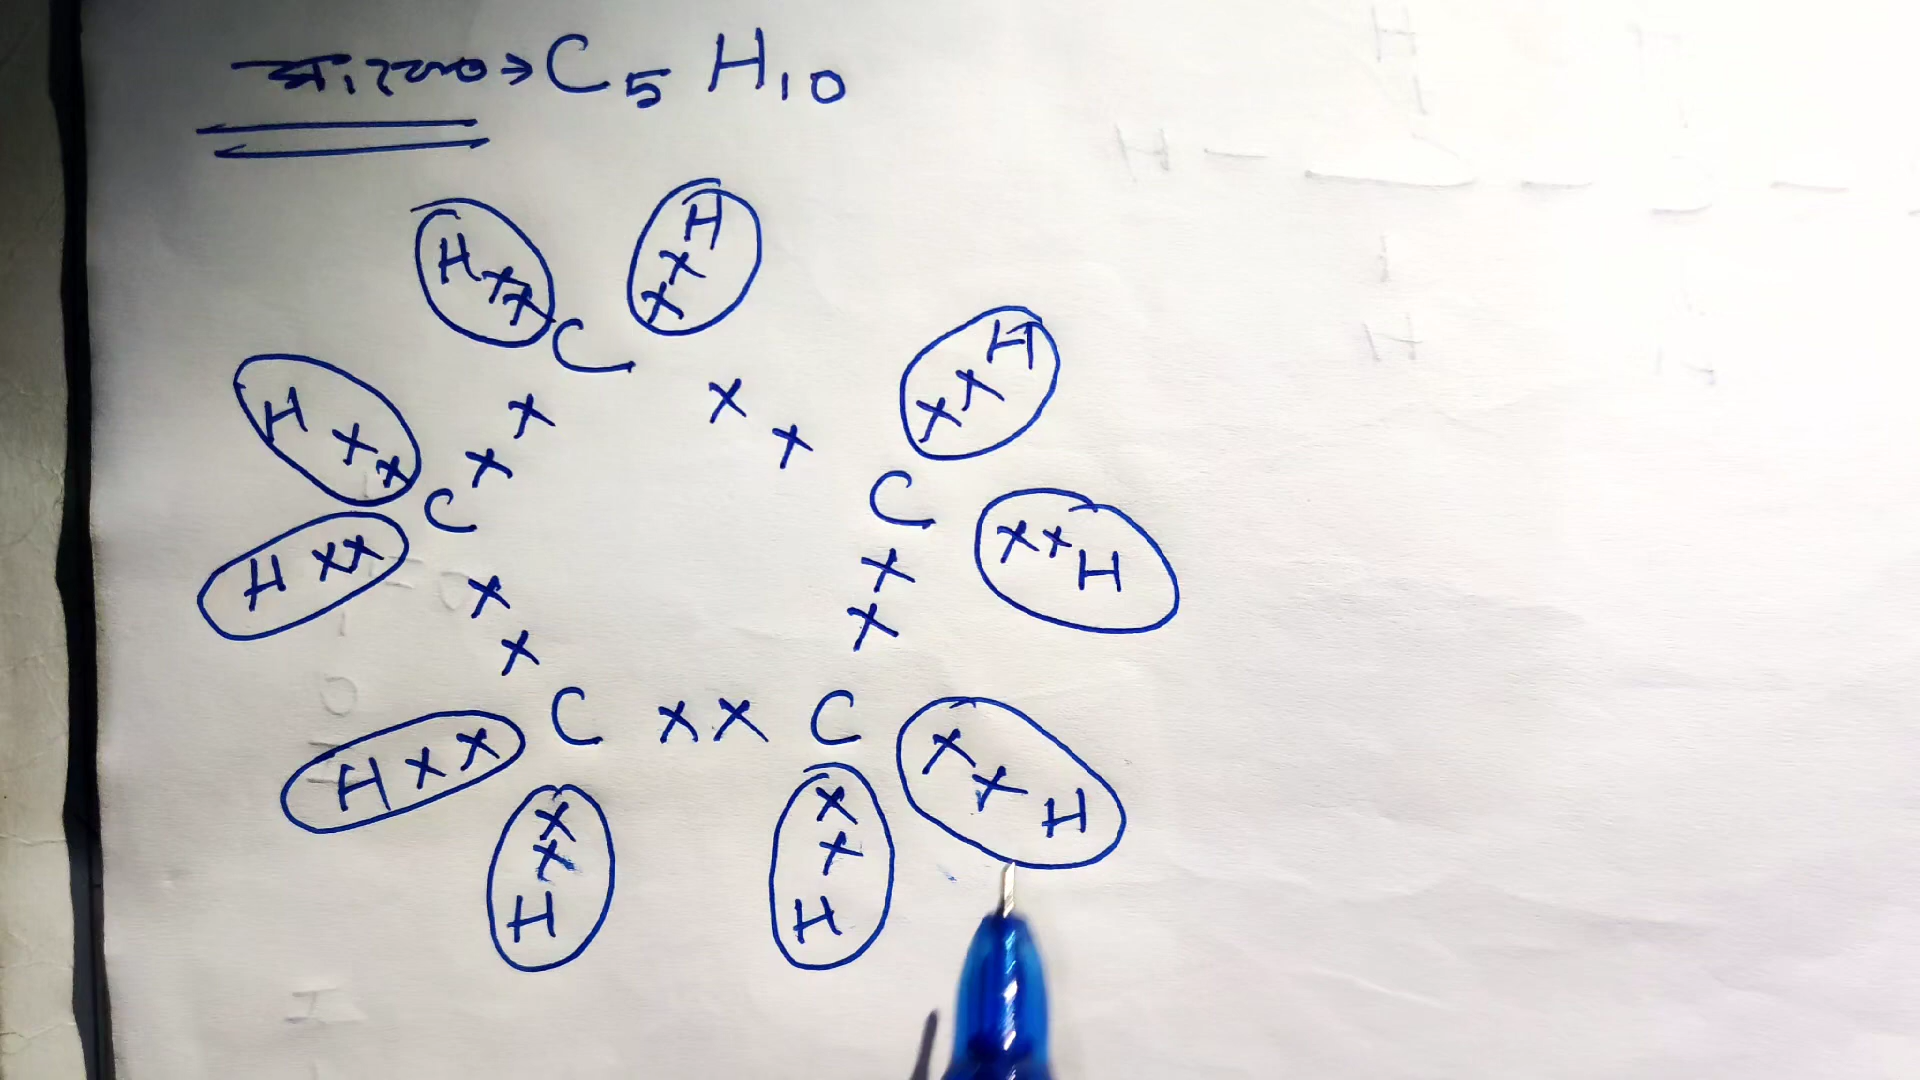 → C₅ H₁₀
H x x C x x H
x x
H x x C x x
C x x H
x x H
H x x
x x
x x
H x x C x x C x x H
x x H
x x H